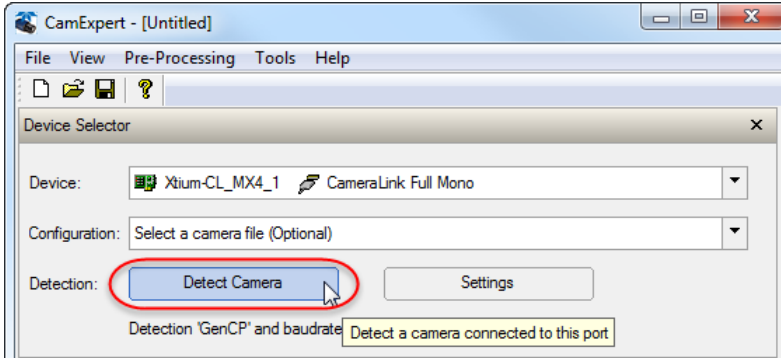 CamExpert - [Untitled]
File View Pre-Processing Tools Help
Device Selector
Device: Xtium-CL_MX4_1 CameraLink Full Mono
Configuration: Select a camera file (Optional)
Detection: Detect Camera Settings
Detection 'GenCP' and baudrate
Detect a camera connected to this port